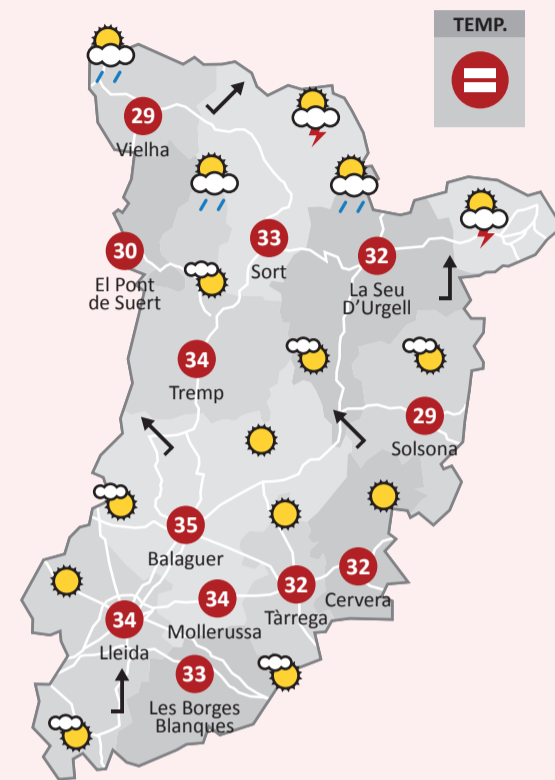 TEMP.
29
Vielha
30
El Pont
de Suert
33
Sort
32
La Seu
D'Urgell
34
Tremp
29
Solsona
35
Balaguer
34
Mollerussa
32
Tàrrega
32
Cervera
34
Lleida
33
Les Borges
Blanques